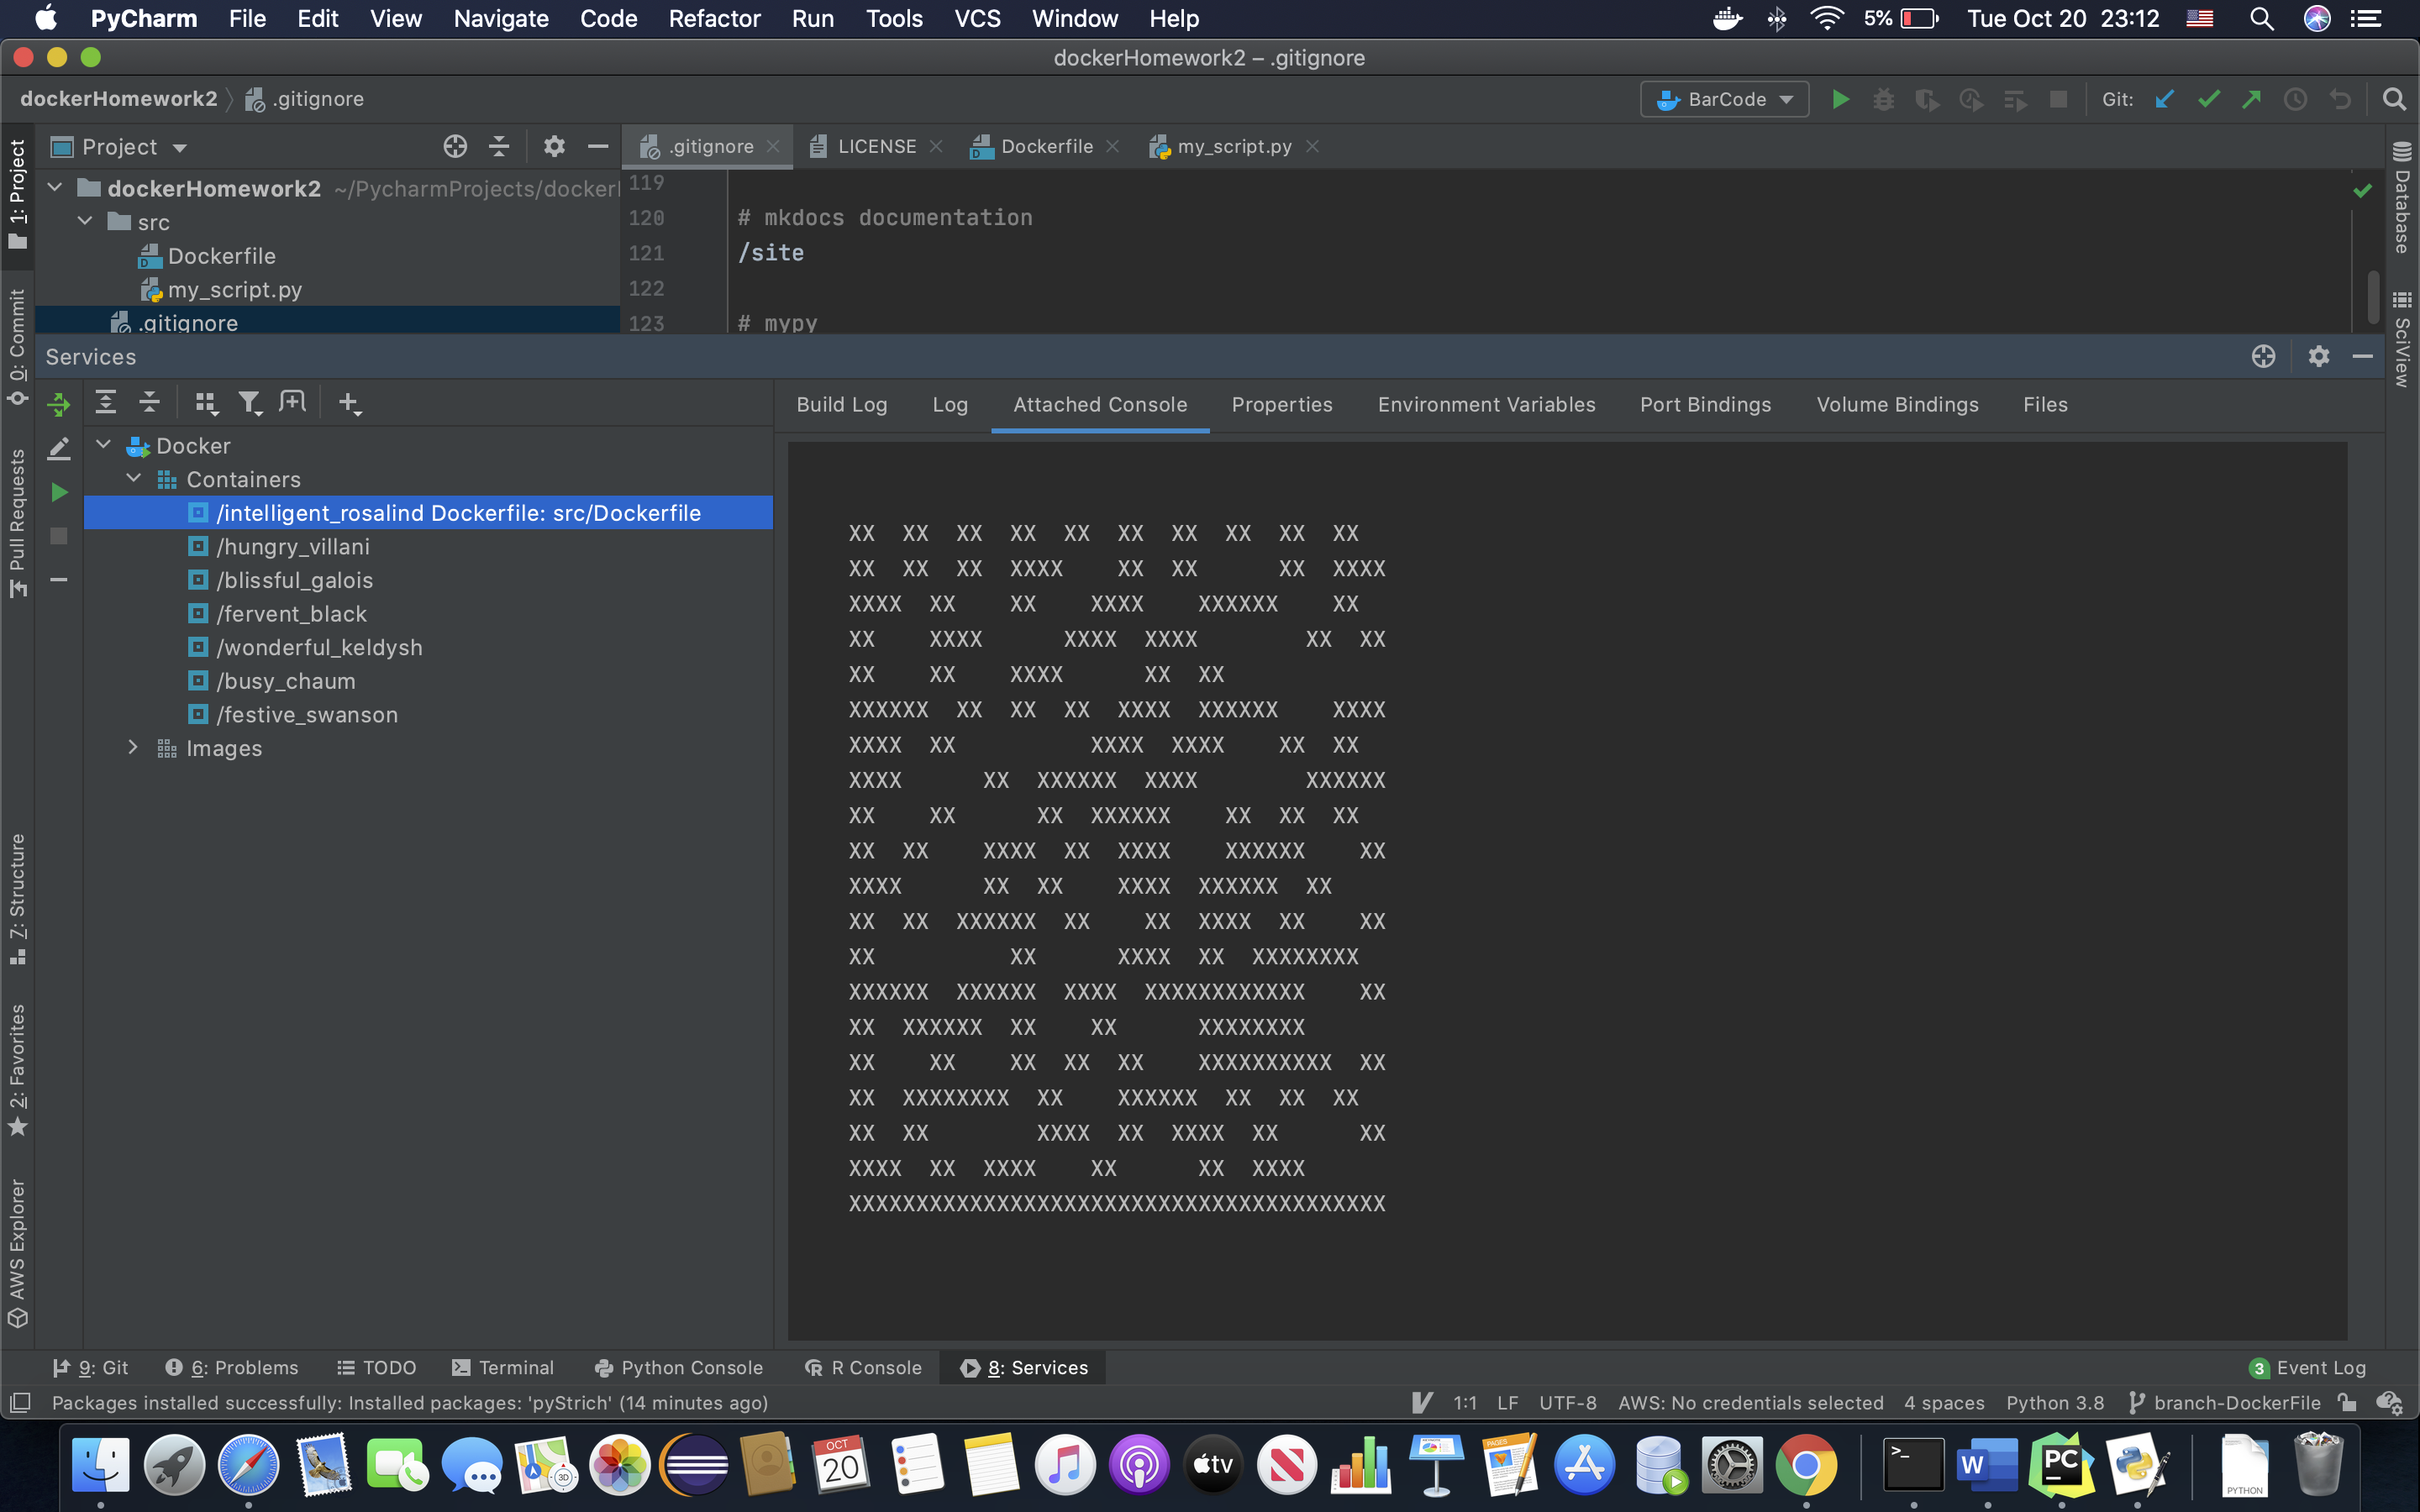 PyCharm File Edit View Navigate Code Refactor Run Tools VCS Window Help 5% Tue Oct 20 23:12
dockerHomework2 – .gitignore
dockerHomework2 .gitignore BarCode Git:
Project .gitignore LICENSE Dockerfile my_script.py
dockerHomework2 ~/PycharmProjects/docker
src
Dockerfile
my_script.py
.gitignore
119
120 # mkdocs documentation
121 /site
122
123 # mypy
1: Project
0: Commit
Pull Requests
7: Structure
2: Favorites
AWS Explorer
Database
SciView
Services
Build Log Log Attached Console Properties Environment Variables Port Bindings Volume Bindings Files
Docker
Containers
/intelligent_rosalind Dockerfile: src/Dockerfile
/hungry_villani
/blissful_galois
/fervent_black
/wonderful_keldysh
/busy_chaum
/festive_swanson
Images
XX  XX  XX  XX  XX  XX  XX  XX  XX  XX
XX  XX  XX  XXXX    XX  XX      XX  XXXX
XXXX  XX    XX    XXXX    XXXXXX    XX
XX    XXXX      XXXX  XXXX        XX  XX
XX    XX    XXXX      XX  XX
XXXXXX  XX  XX  XX  XXXX  XXXXXX    XXXX
XXXX  XX          XXXX  XXXX    XX  XX
XXXX      XX  XXXXXX  XXXX        XXXXXX
XX    XX      XX  XXXXXX    XX  XX  XX
XX  XX    XXXX  XX  XXXX    XXXXXX    XX
XXXX      XX  XX    XXXX  XXXXXX  XX
XX  XX  XXXXXX  XX    XX  XXXX  XX    XX
XX          XX      XXXX  XX  XXXXXXXX
XXXXXX  XXXXXX  XXXX  XXXXXXXXXXXX    XX
XX  XXXXXX  XX    XX      XXXXXXXX
XX    XX    XX  XX  XX    XXXXXXXXXX  XX
XX  XXXXXXXX  XX    XXXXXX  XX  XX  XX
XX  XX        XXXX  XX  XXXX  XX      XX
XXXX  XX  XXXX    XX      XX  XXXX
XXXXXXXXXXXXXXXXXXXXXXXXXXXXXXXXXXXXXXXX
9: Git 6: Problems TODO Terminal Python Console R Console 8: Services 3 Event Log
Packages installed successfully: Installed packages: 'pyStrich' (14 minutes ago) 1:1 LF UTF-8 AWS: No credentials selected 4 spaces Python 3.8 branch-DockerFile
3D
OCT
20
tv
PAGES
>_
W
PC
PYTHON